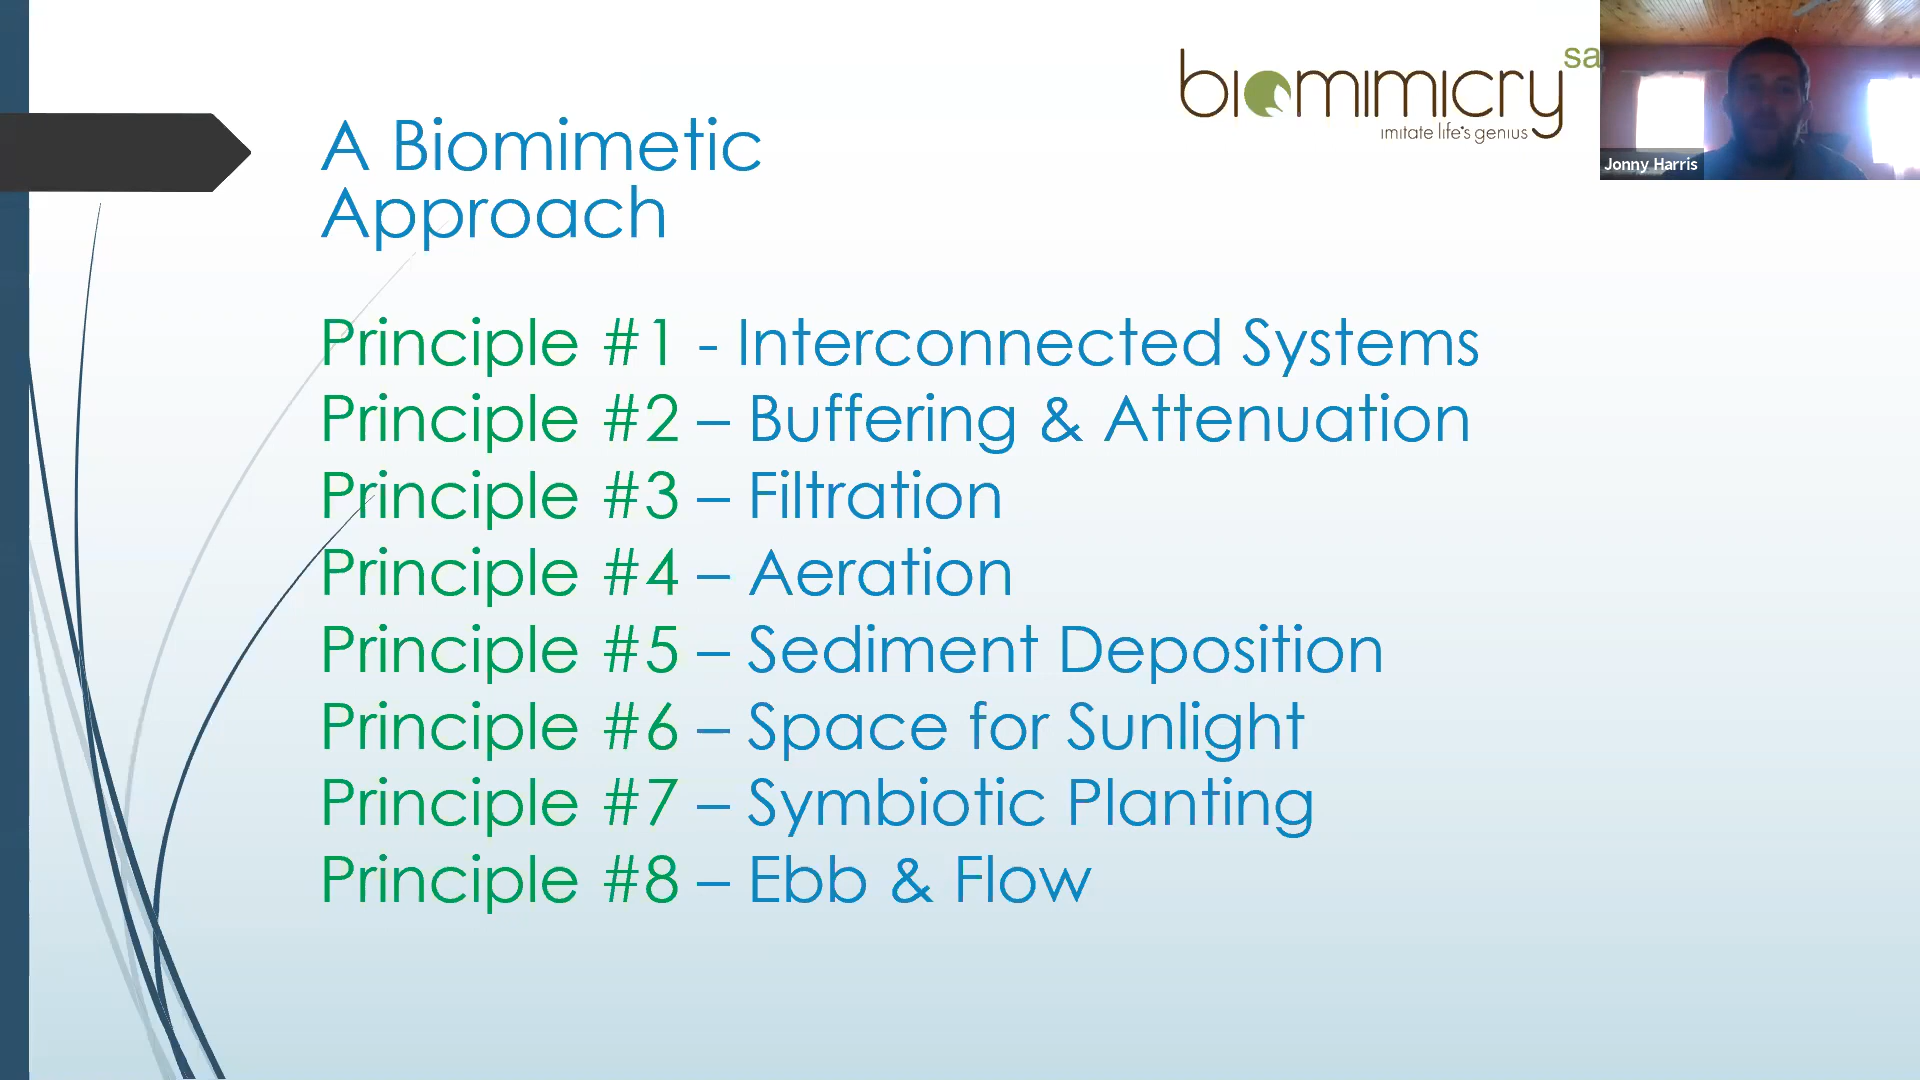 biomimicry sa
imitate life's genius
Jonny Harris
A Biomimetic
Approach
Principle #1 - Interconnected Systems
Principle #2 – Buffering & Attenuation
Principle #3 – Filtration
Principle #4 – Aeration
Principle #5 – Sediment Deposition
Principle #6 – Space for Sunlight
Principle #7 – Symbiotic Planting
Principle #8 – Ebb & Flow